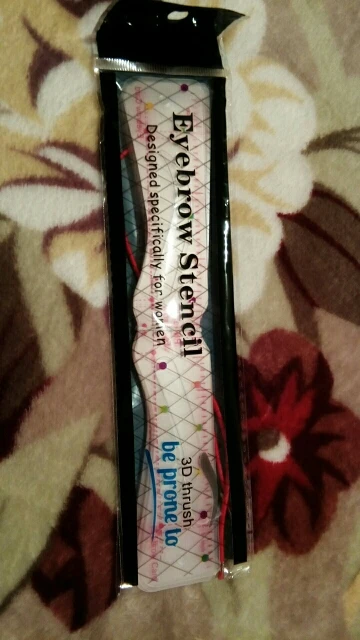 Eyebrow Stencil
Designed specifically for women
3D thrush
be prone to